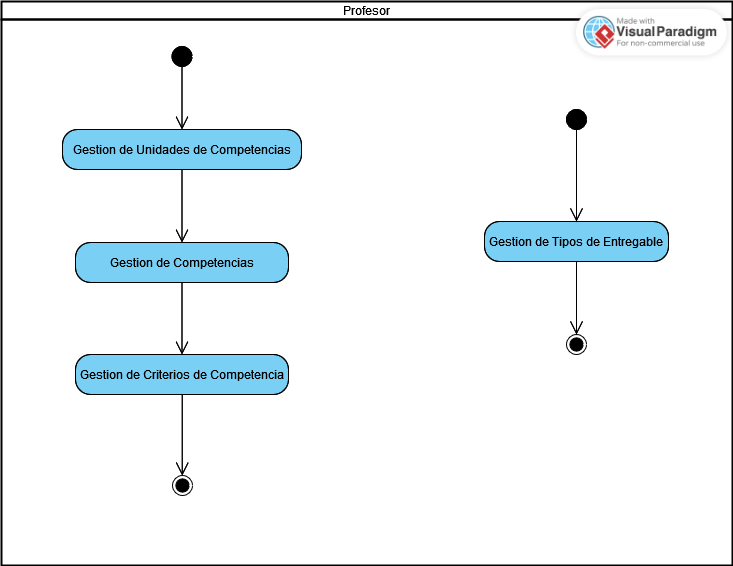 Profesor
Made with
Visual Paradigm
For non-commercial use
Gestion de Unidades de Competencias
Gestion de Tipos de Entregable
Gestion de Competencias
Gestion de Criterios de Competencia